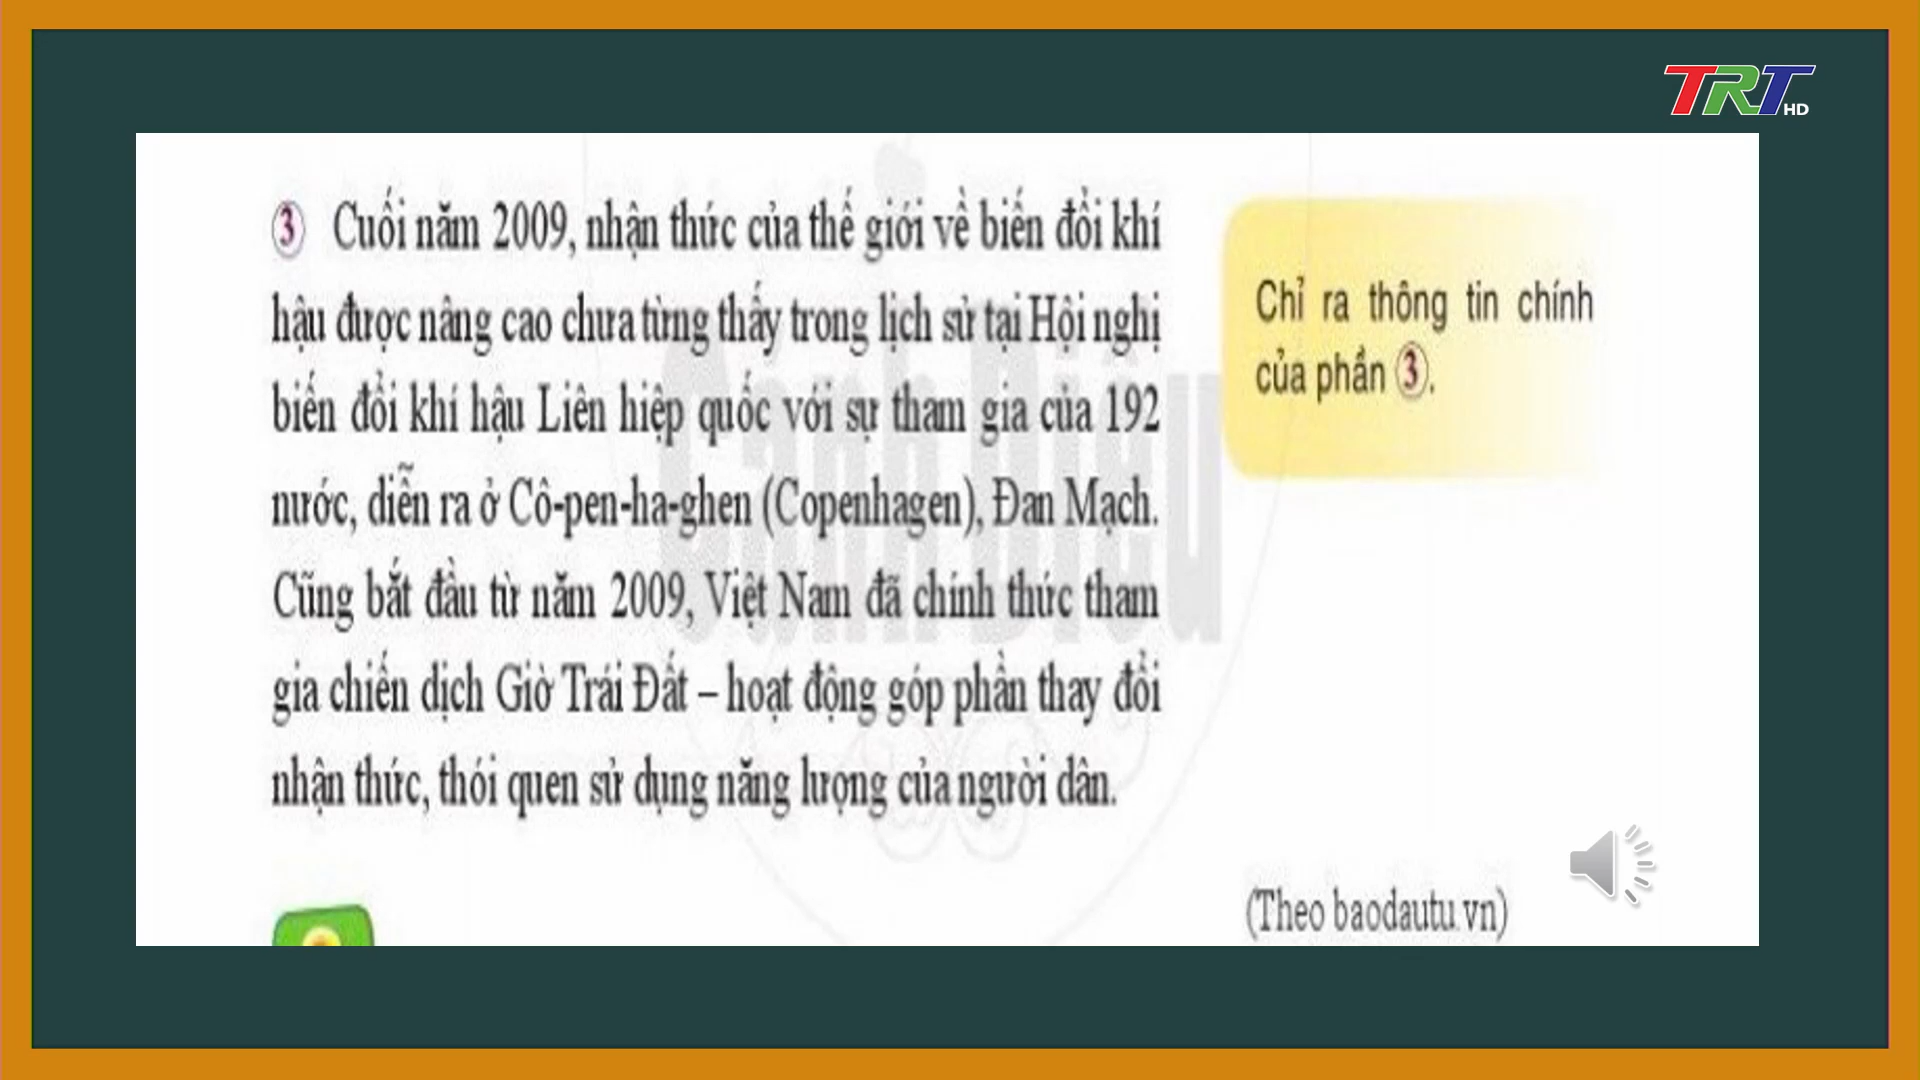 TRT HD
③ Cuối năm 2009, nhận thức của thế giới về biến đổi khí
hậu được nâng cao chưa từng thấy trong lịch sử tại Hội nghị
biến đổi khí hậu Liên hiệp quốc với sự tham gia của 192
nước, diễn ra ở Cô-pen-ha-ghen (Copenhagen), Đan Mạch.
Cũng bắt đầu từ năm 2009, Việt Nam đã chính thức tham
gia chiến dịch Giờ Trái Đất – hoạt động góp phần thay đổi
nhận thức, thói quen sử dụng năng lượng của người dân.
Chỉ ra thông tin chính
của phần ③.
(Theo baodautu.vn)
Cánh Diều